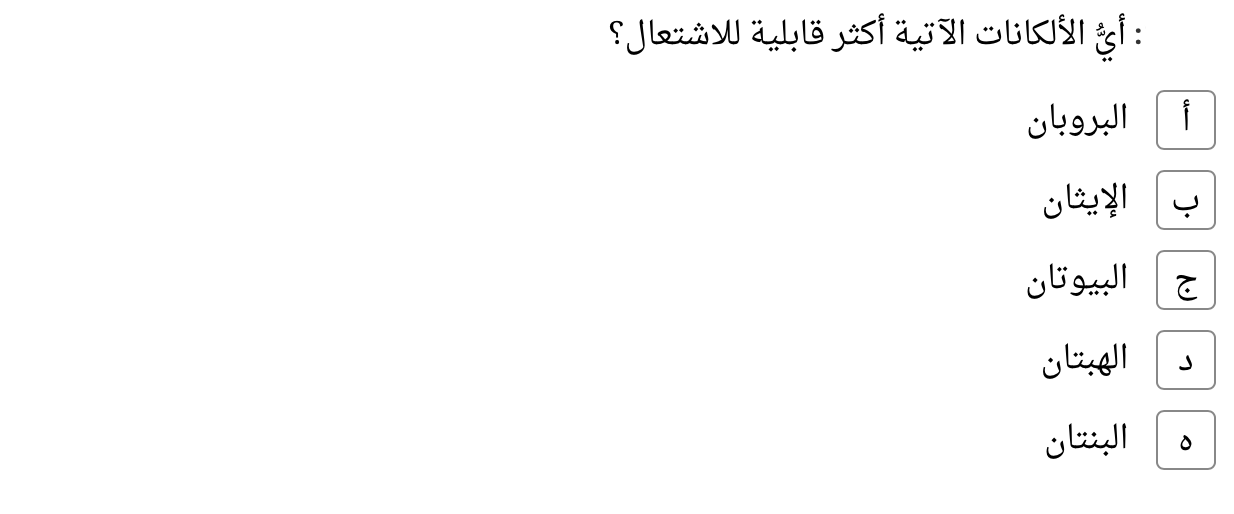 : أيُّ الألكانات الآتية أكثر قابلية للاشتعال؟
أ البروبان
ب الإيثان
ج البيوتان
د الهبتان
ه البنتان